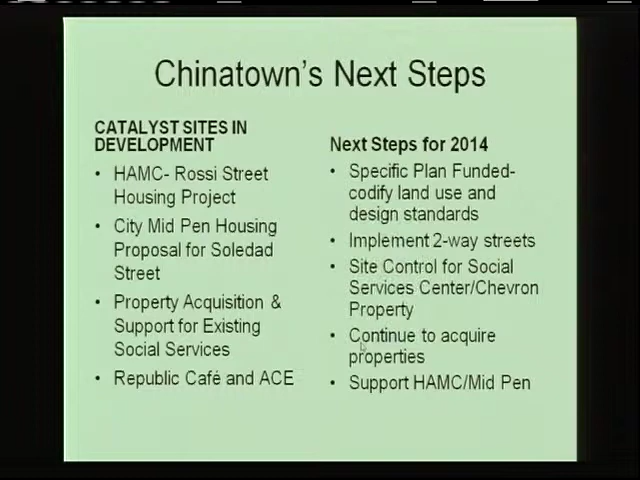 Chinatown's Next Steps
CATALYST SITES IN
DEVELOPMENT
• HAMC- Rossi Street
Housing Project
• City Mid Pen Housing
Proposal for Soledad
Street
• Property Acquisition &
Support for Existing
Social Services
• Republic Café and ACE
Next Steps for 2014
• Specific Plan Funded-
codify land use and
design standards
• Implement 2-way streets
• Site Control for Social
Services Center/Chevron
Property
• Continue to acquire
properties
• Support HAMC/Mid Pen